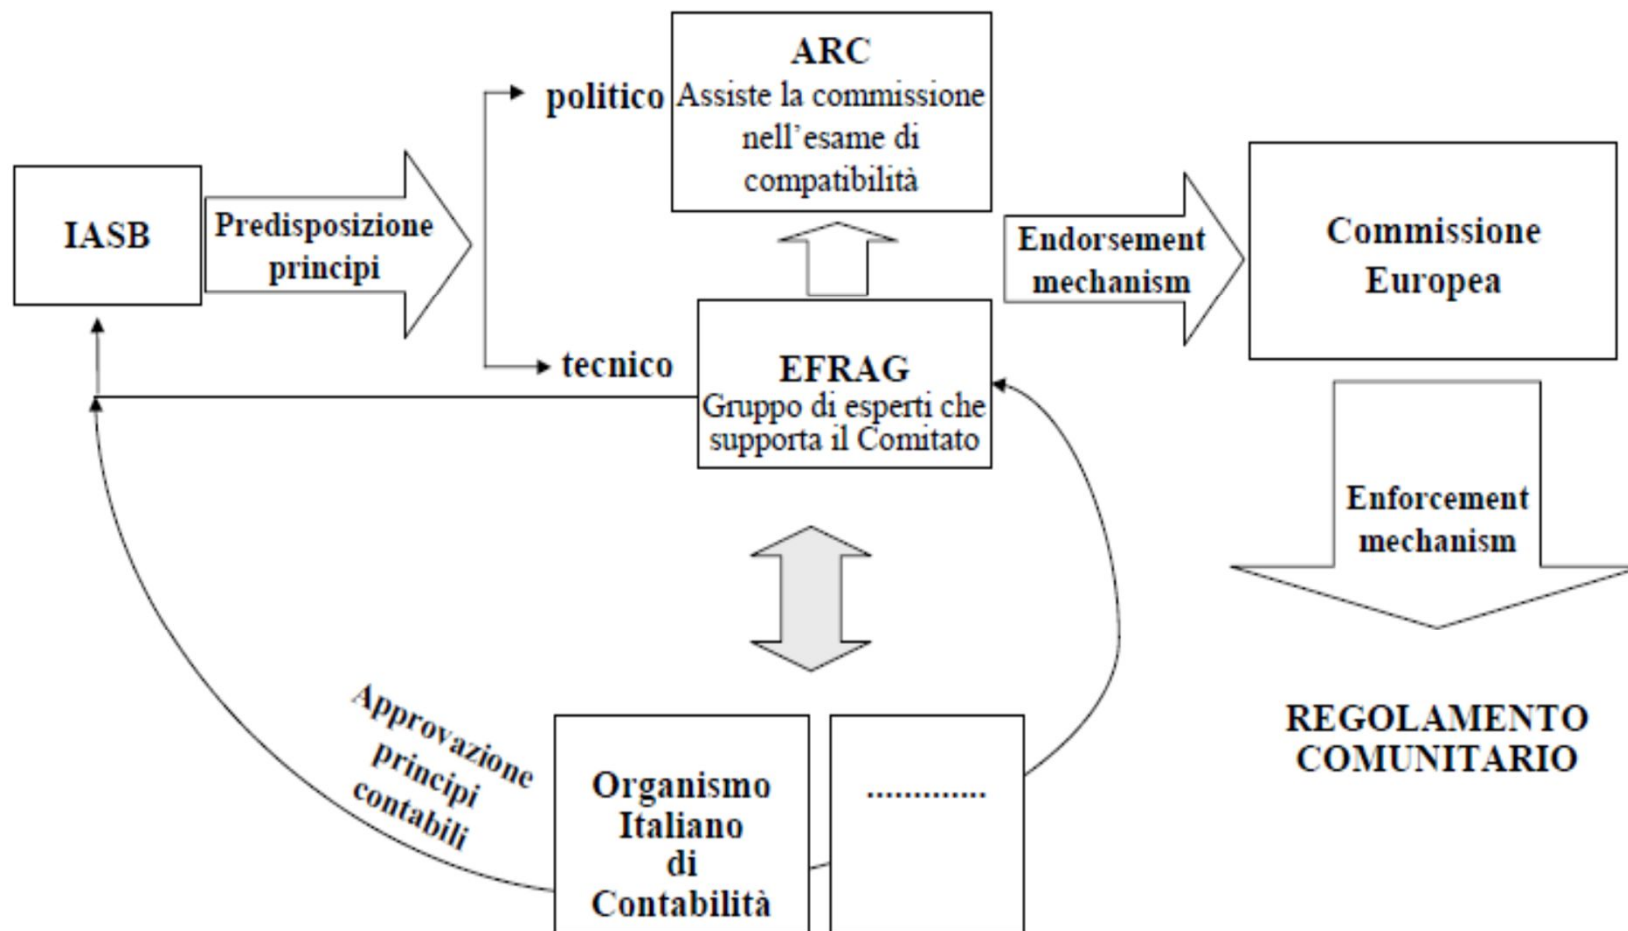 ARC
politico
Assiste la commissione
nell’esame di
compatibilità
IASB
Predisposizione
principi
Endorsement
mechanism
Commissione
Europea
tecnico
EFRAG
Gruppo di esperti che
supporta il Comitato
Enforcement
mechanism
Approvazione
principi
contabili
Organismo
Italiano
di
Contabilità
.............
REGOLAMENTO
COMUNITARIO